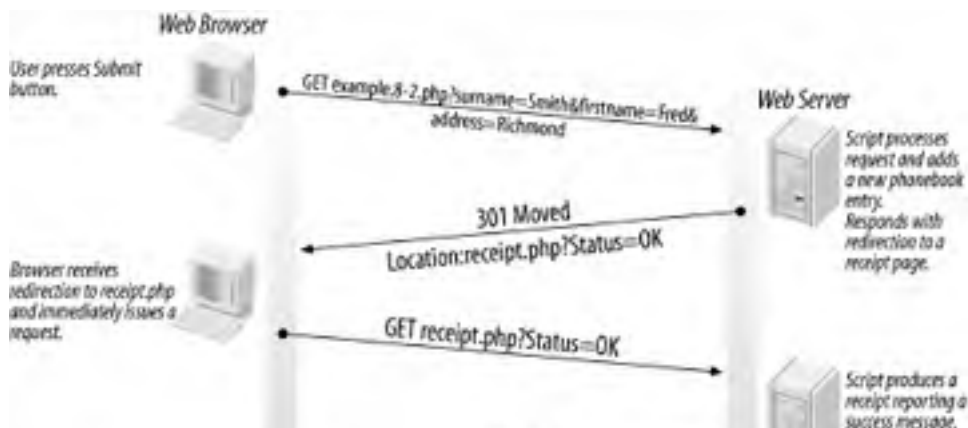 Web Browser
User presses Submit
button.
GET example.8-2.php?surname=Smith&firstname=Fred&
address=Richmond
Web Server
Script processes
request and adds
a new phonebook
entry.
Responds with
redirection to a
receipt page.
301 Moved
Location:receipt.php?Status=OK
Browser receives
redirection to receipt.php
and immediately issues a
request.
GET receipt.php?Status=OK
Script produces a
receipt reporting a
success message.